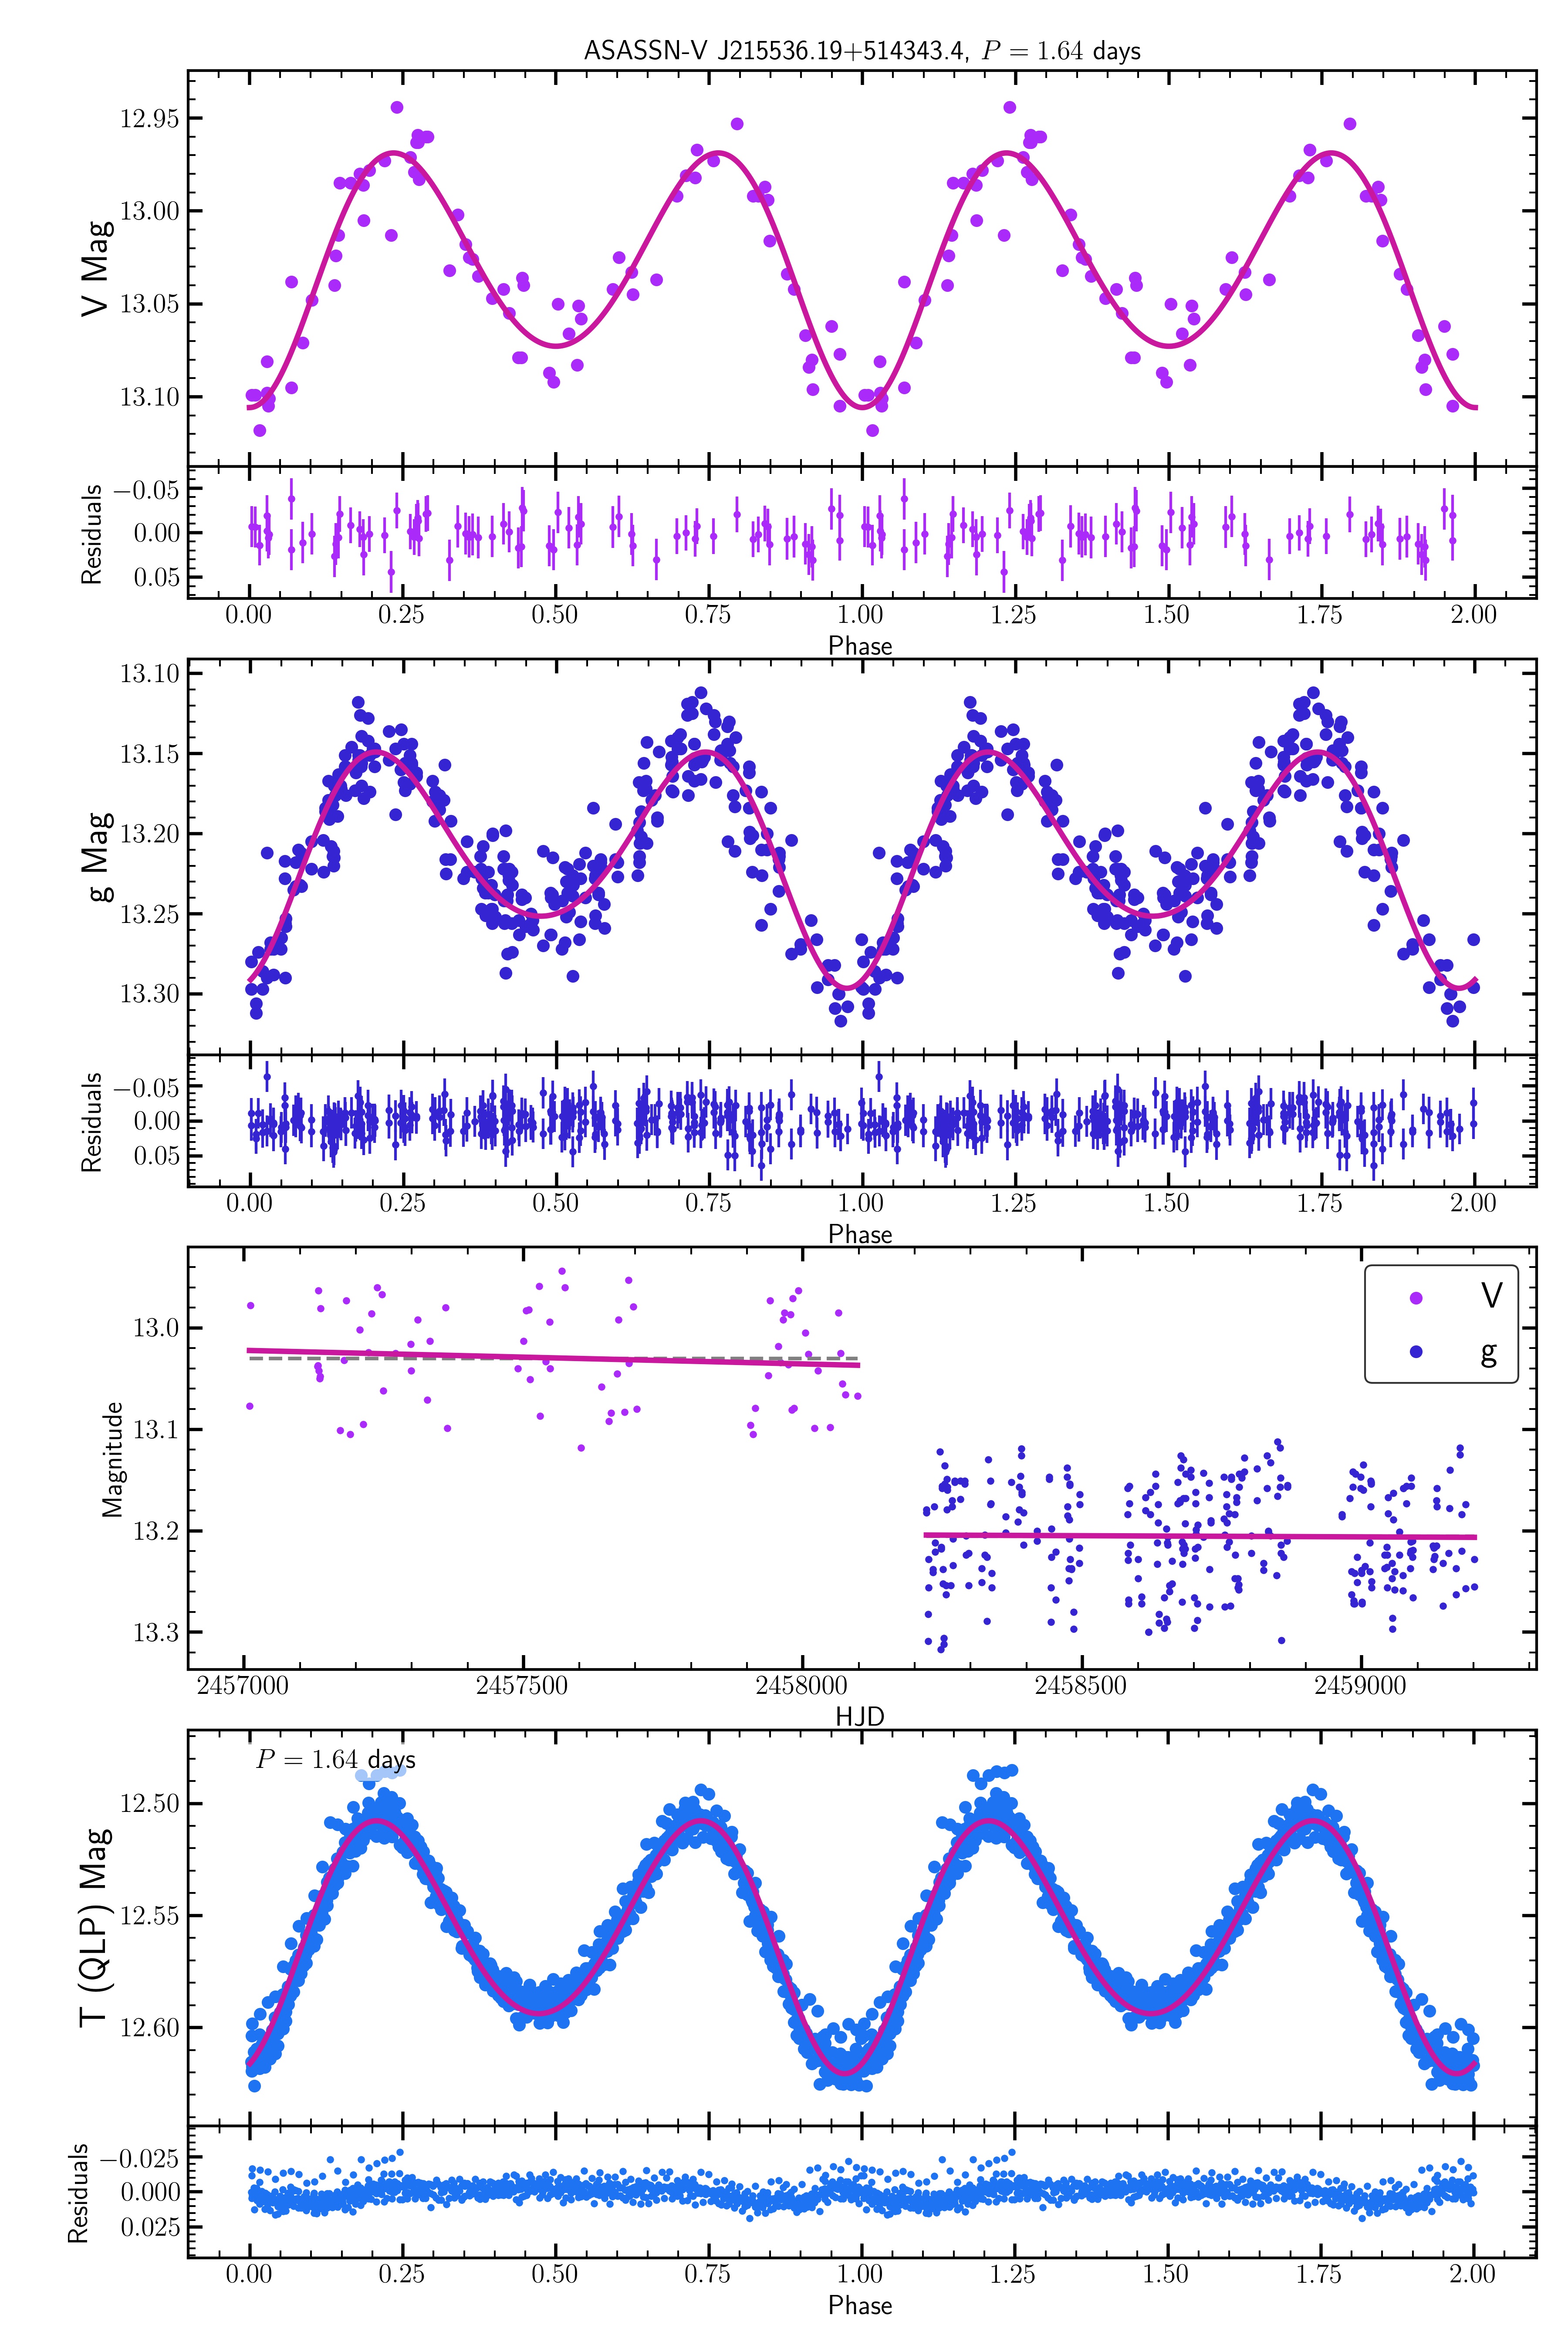 ASASSN-V J215536.19+514343.4, P = 1.64 days
V Mag
12.95
13.00
13.05
13.10
Residuals
−0.05
0.00
0.05
0.00 0.25 0.50 0.75 1.00 1.25 1.50 1.75 2.00
Phase
g Mag
13.10
13.15
13.20
13.25
13.30
Residuals
−0.05
0.00
0.05
0.00 0.25 0.50 0.75 1.00 1.25 1.50 1.75 2.00
Phase
Magnitude
13.0
13.1
13.2
13.3
V
g
2457000 2457500 2458000 2458500 2459000
HJD
P = 1.64 days
T (QLP) Mag
12.50
12.55
12.60
Residuals
−0.025
0.000
0.025
0.00 0.25 0.50 0.75 1.00 1.25 1.50 1.75 2.00
Phase